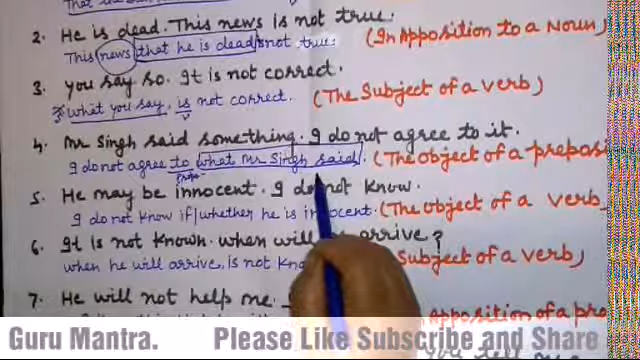 2. He is dead. This news is not true.
This news that he is dead is not true. (In Apposition to a Noun)
3. You say so. It is not correct.
What you say, is not correct. (The Subject of a verb)
4. Mr Singh said something. I do not agree to it.
I do not agree to what Mr Singh said. (The Object of a
Prepo
5. He may be innocent. I do not know.
I do not know if/whether he is innocent. (The Object of a verb
6. It is not known. When will arrive?
when he will arrive, is not Subject of a verb)
7. He will not help me.
Apposition of a
Guru Mantra. Please Like Subscribe and Share